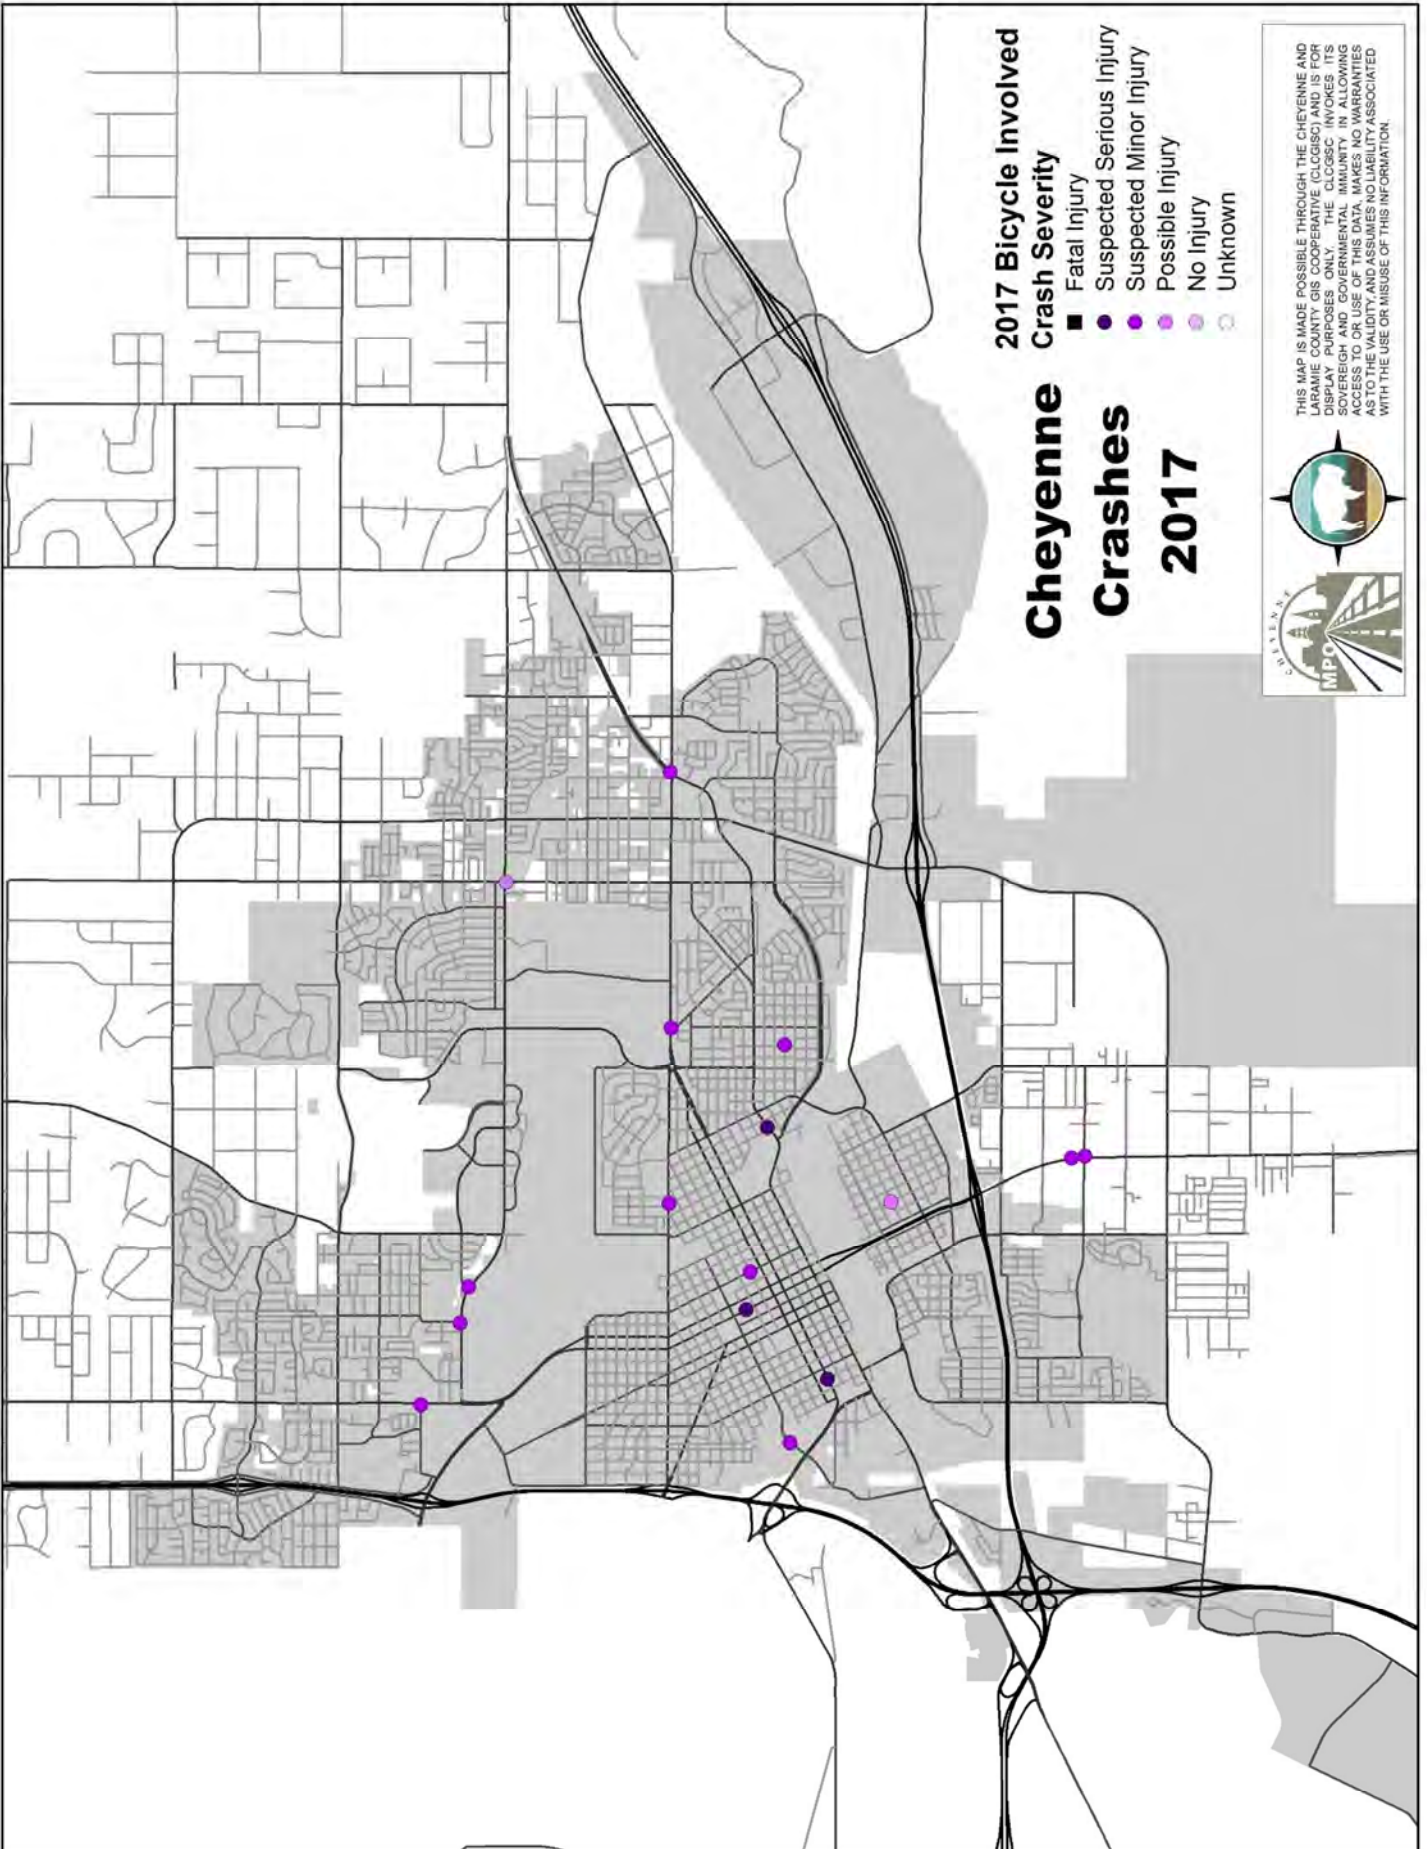 Cheyenne
Crashes
2017
2017 Bicycle Involved
Crash Severity
Fatal Injury
Suspected Serious Injury
Suspected Minor Injury
Possible Injury
No Injury
Unknown
CHEYENNE
MPO
THIS MAP IS MADE POSSIBLE THROUGH THE CHEYENNE AND
LARAMIE COUNTY GIS COOPERATIVE (CLCGISC) AND IS FOR
DISPLAY PURPOSES ONLY. THE CLCGISC INVOKES ITS
SOVEREIGH AND GOVERNMENTAL IMMUNITY IN ALLOWING
ACCESS TO OR USE OF THIS DATA, MAKES NO WARRANTIES
AS TO THE VALIDITY, AND ASSUMES NO LIABILITY ASSOCIATED
WITH THE USE OR MISUSE OF THIS INFORMATION.